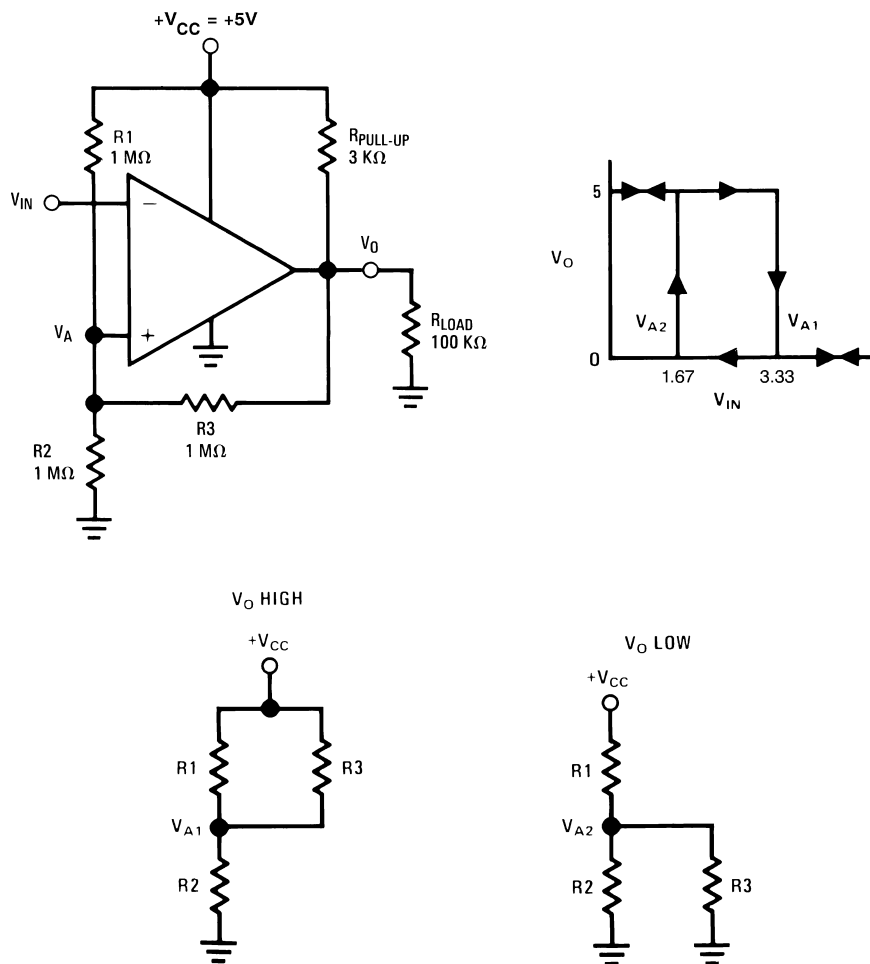 +VCC = +5V
R1
1 MΩ
RPULL-UP
3 KΩ
VIN
−
VO
VA
+
RLOAD
100 KΩ
R3
1 MΩ
R2
1 MΩ
5
VO
VA2
VA1
0
1.67
3.33
VIN
VO HIGH
+VCC
R1
R3
VA1
R2
VO LOW
+VCC
R1
VA2
R2
R3